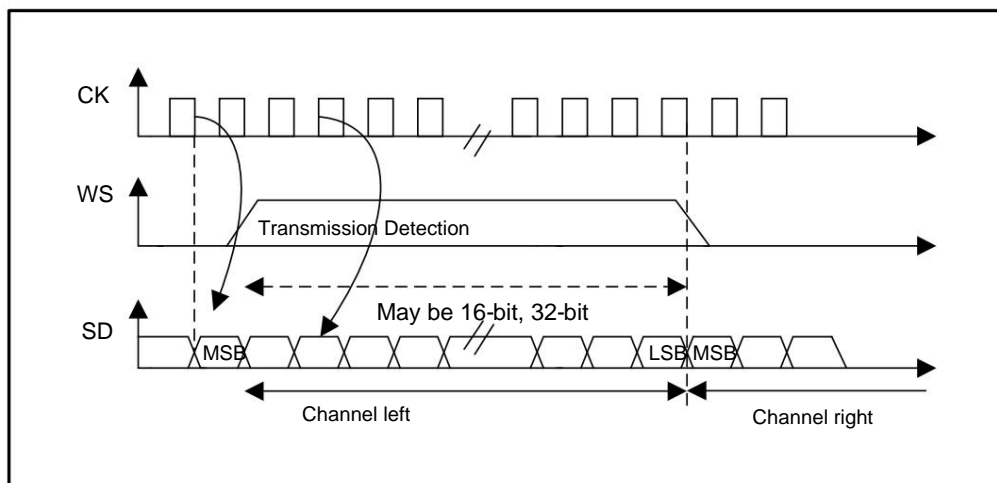 CK
WS
Transmission Detection
May be 16-bit, 32-bit
SD
MSB
LSB
MSB
Channel left
Channel right